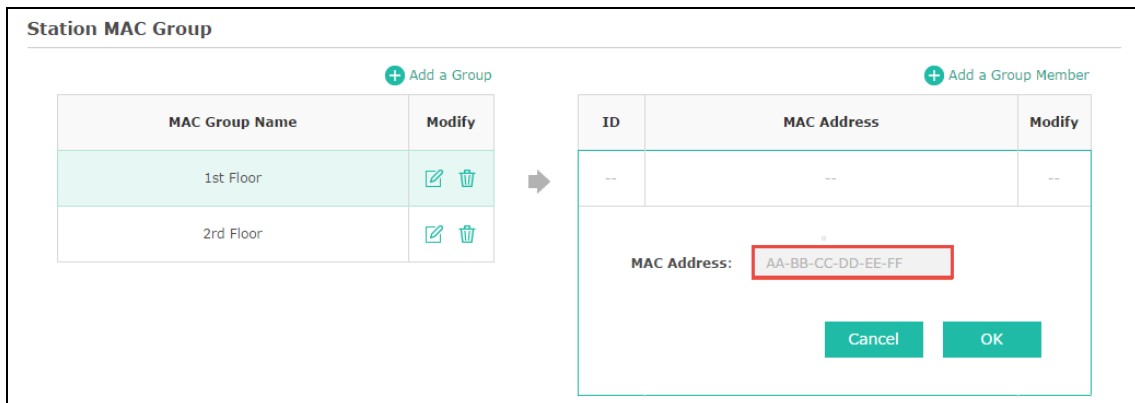 Station MAC Group
Add a Group
MAC Group Name Modify
1st Floor
2rd Floor
Add a Group Member
ID MAC Address Modify
-- -- --
MAC Address: AA-BB-CC-DD-EE-FF
Cancel OK